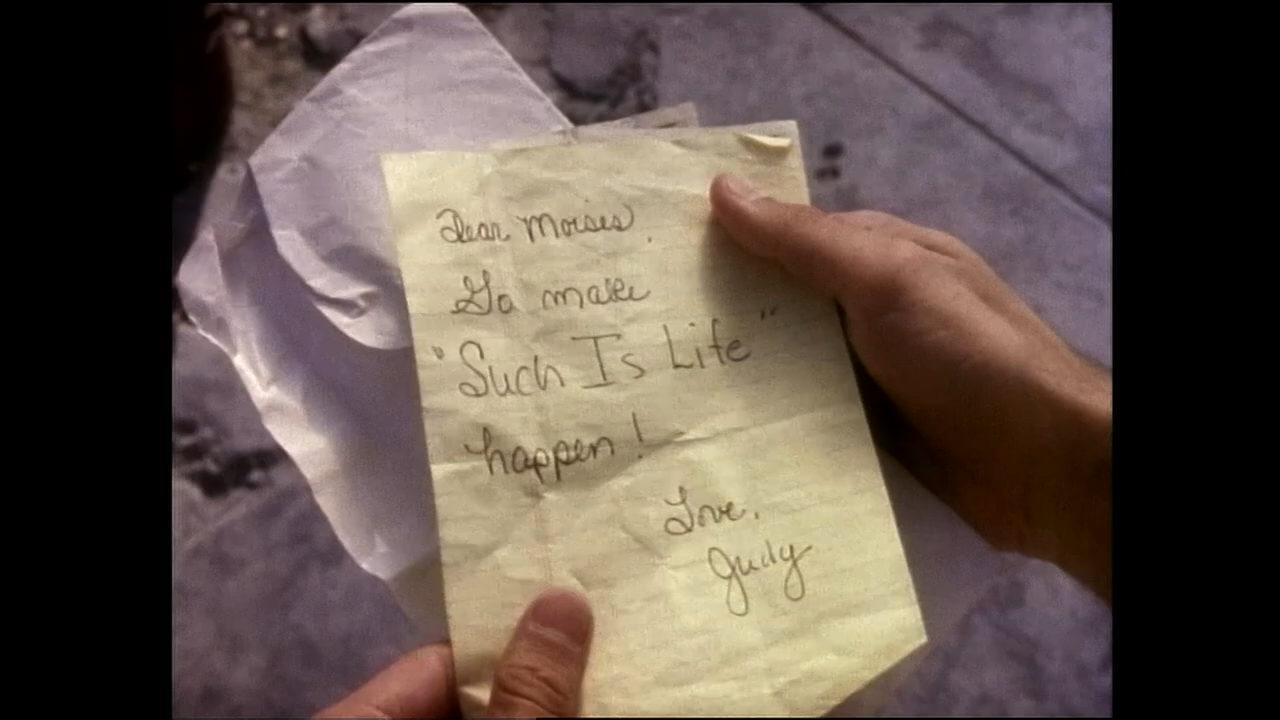 Dear Moises,
Go make
"Such Is Life"
happen!
Love,
Judy